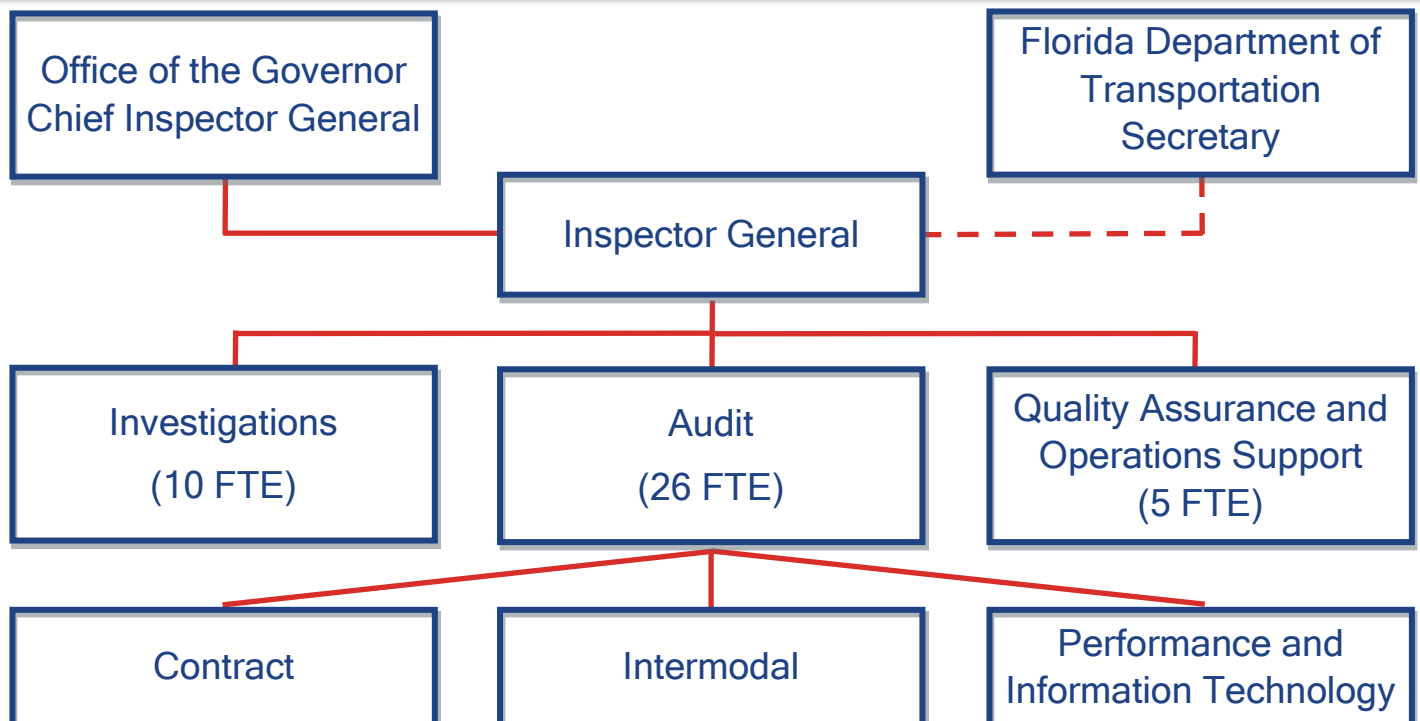 Office of the Governor
Chief Inspector General
Florida Department of
Transportation
Secretary
Inspector General
Investigations
(10 FTE)
Audit
(26 FTE)
Quality Assurance and
Operations Support
(5 FTE)
Contract
Intermodal
Performance and
Information Technology